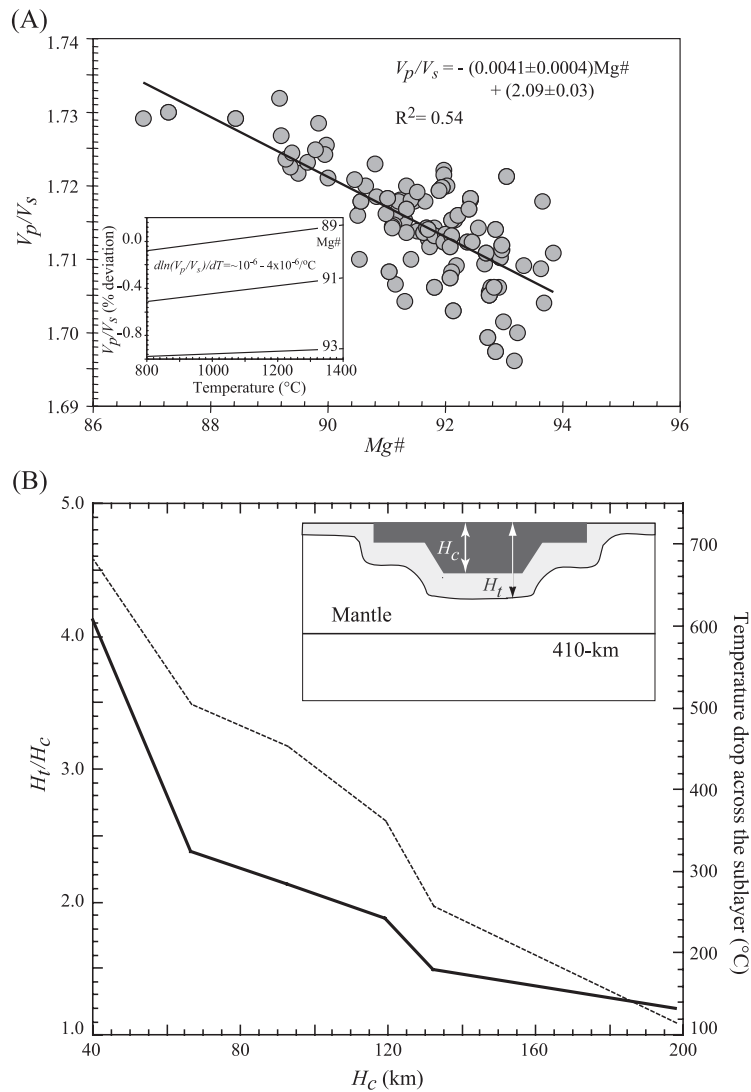 (A)
1.74
1.73
1.72
1.71
1.70
1.69
Vp/Vs
Vp/Vs = - (0.0041±0.0004)Mg#
+ (2.09±0.03)
R²= 0.54
0.0
-0.4
-0.8
Vp/Vs (% deviation)
89
Mg#
dln(Vp/Vs)/dT=~10⁻⁶ - 4x10⁻⁶/°C
91
93
800 1000 1200 1400
Temperature (°C)
86 88 90 92 94 96
Mg#
(B)
5.0
4.0
3.0
2.0
1.0
Ht/Hc
Hc
Ht
Mantle
410-km
700
600
500
400
300
200
100
Temperature drop across the sublayer (°C)
40 80 120 160 200
Hc (km)